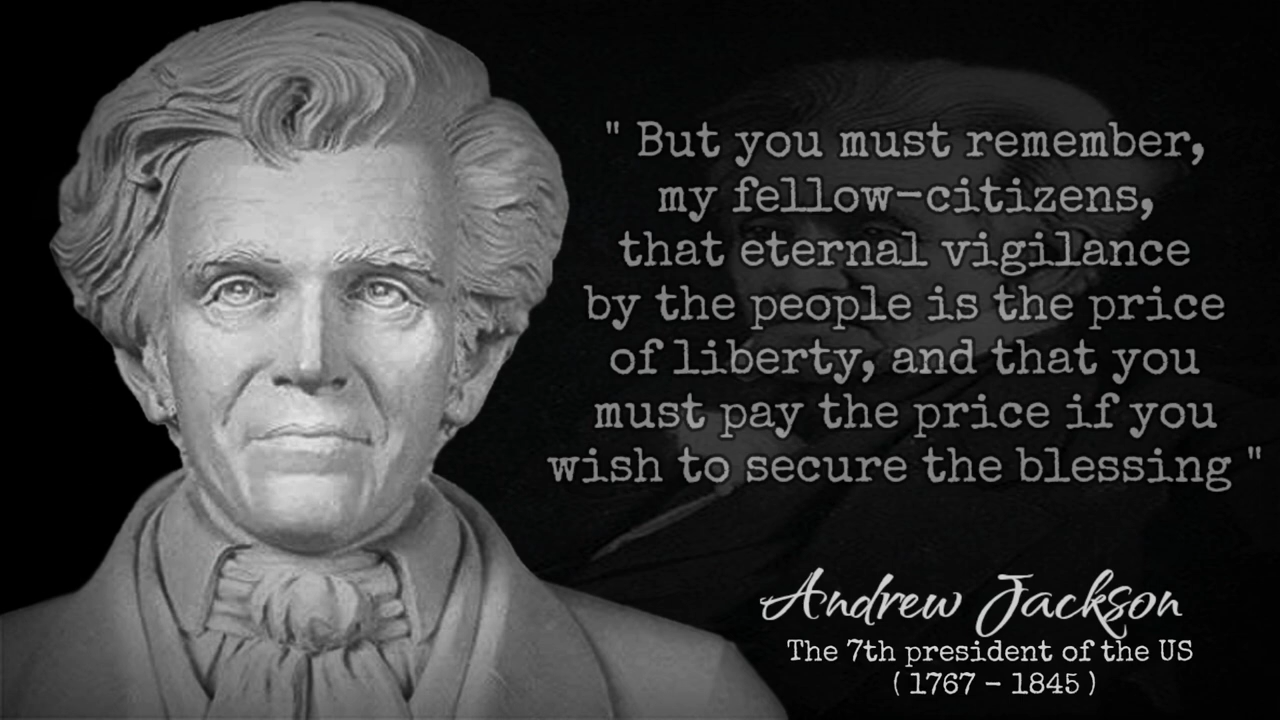 " But you must remember,
my fellow-citizens,
that eternal vigilance
by the people is the price
of liberty, and that you
must pay the price if you
wish to secure the blessing "
Andrew Jackson
The 7th president of the US
( 1767 - 1845 )